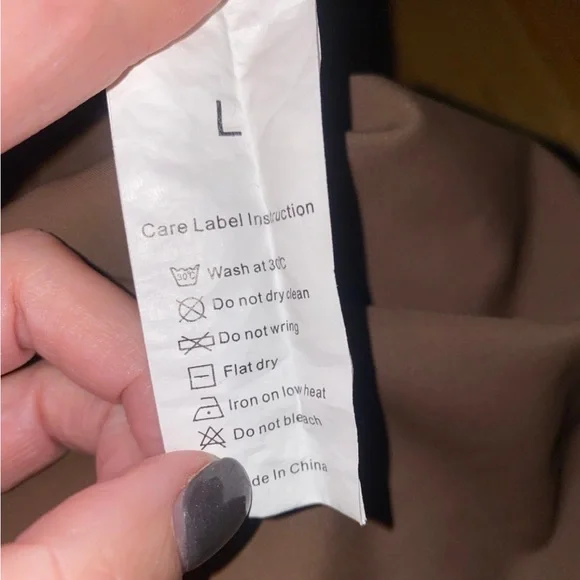 L
Care Label Instruction
30°C Wash at 30C
Do not dry clean
Do not wring
Flat dry
Iron on low heat
Do not bleach
de In China